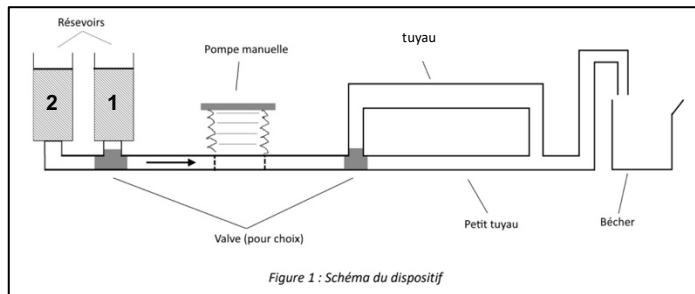 Résevoirs
Pompe manuelle
tuyau
2
1
Valve (pour choix)
Petit tuyau
Bécher
Figure 1 : Schéma du dispositif